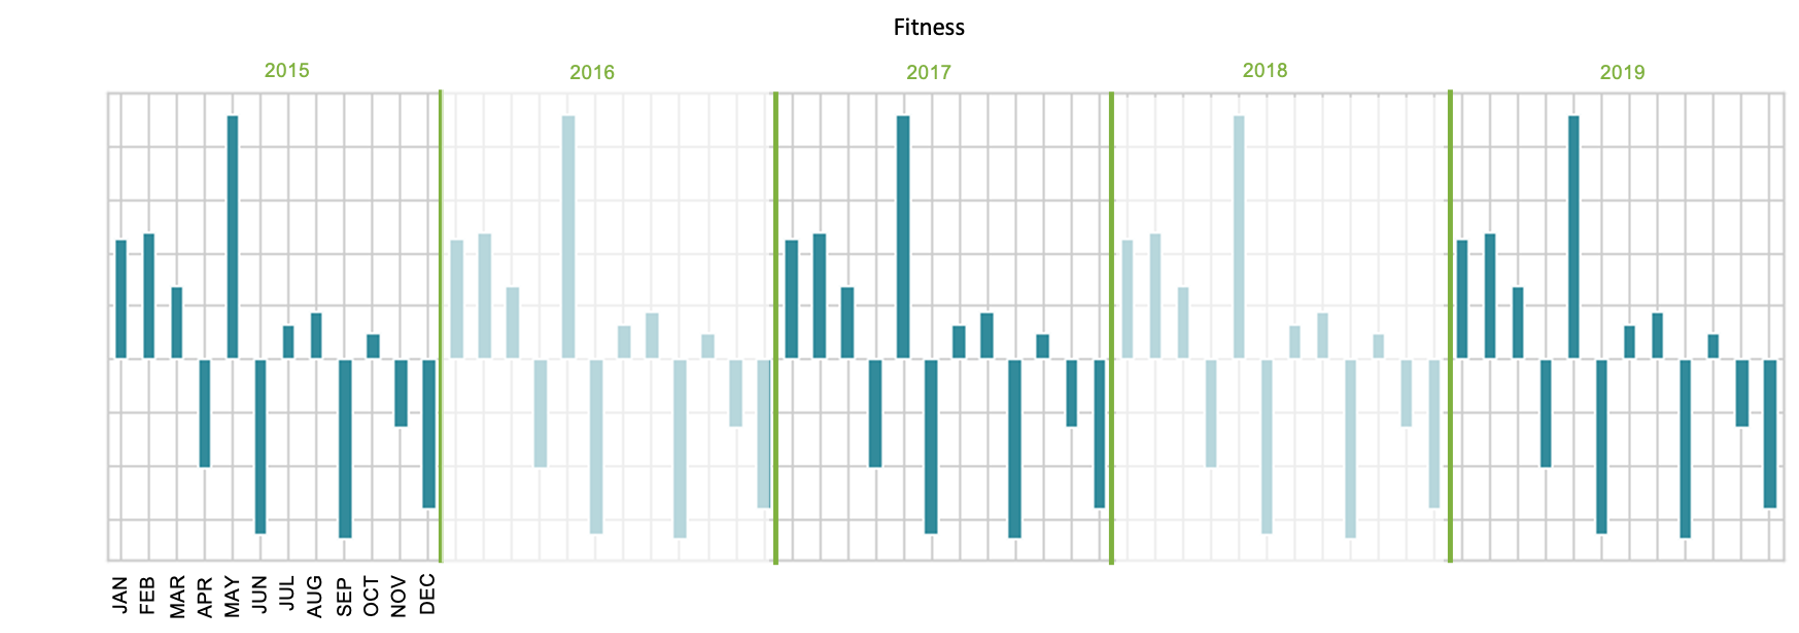 Fitness
2015 2016 2017 2018 2019
JAN FEB MAR APR MAY JUN JUL AUG SEP OCT NOV DEC